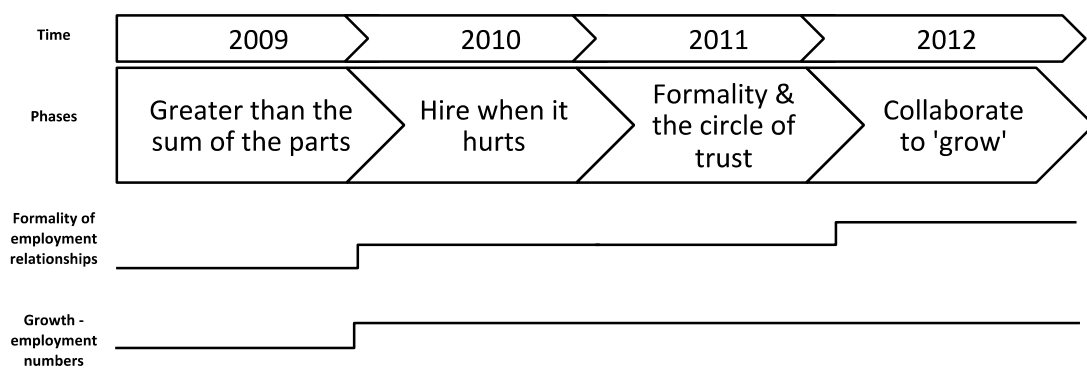 Time
2009
2010
2011
2012
Phases
Greater than the
sum of the parts
Hire when it
hurts
Formality &
the circle of
trust
Collaborate
to 'grow'
Formality of
employment
relationships
Growth -
employment
numbers